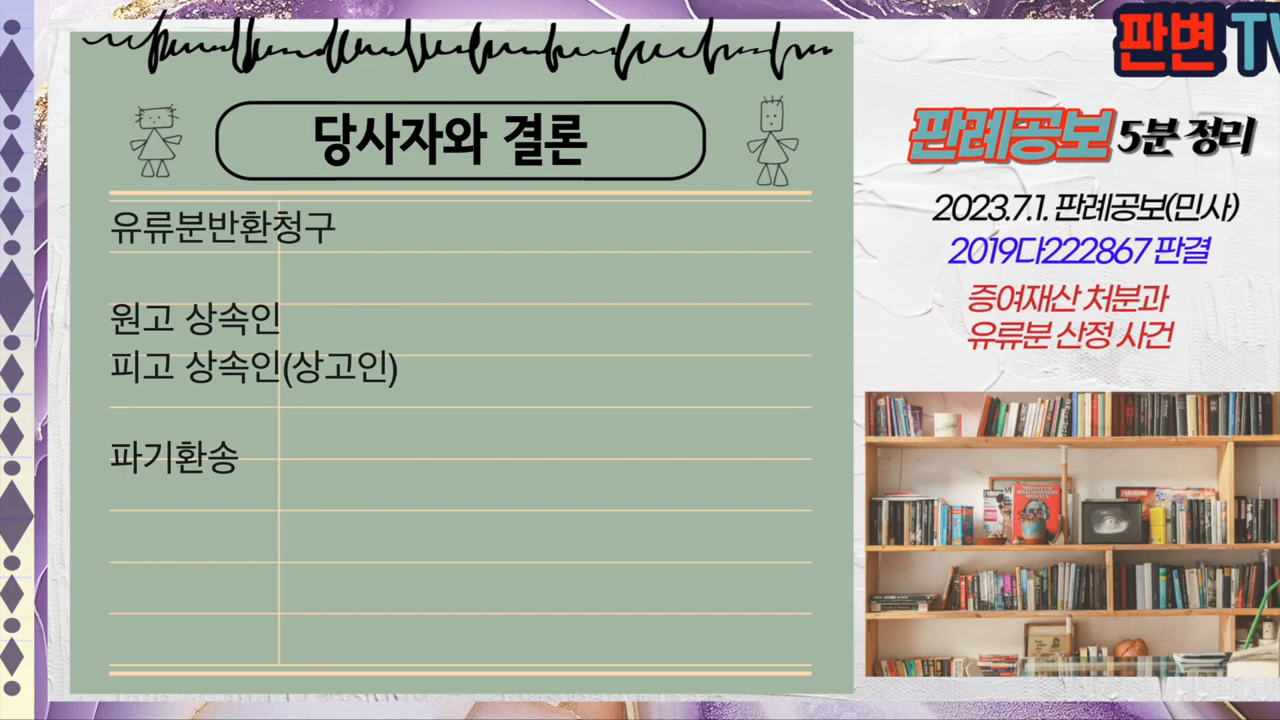 당사자와 결론
유류분반환청구
원고 상속인
피고 상속인(상고인)
파기환송
판변 TV
판례공보 5분 정리
2023.7.1. 판례공보(민사)
2019다222867 판결
증여재산 처분과
유류분 산정 사건